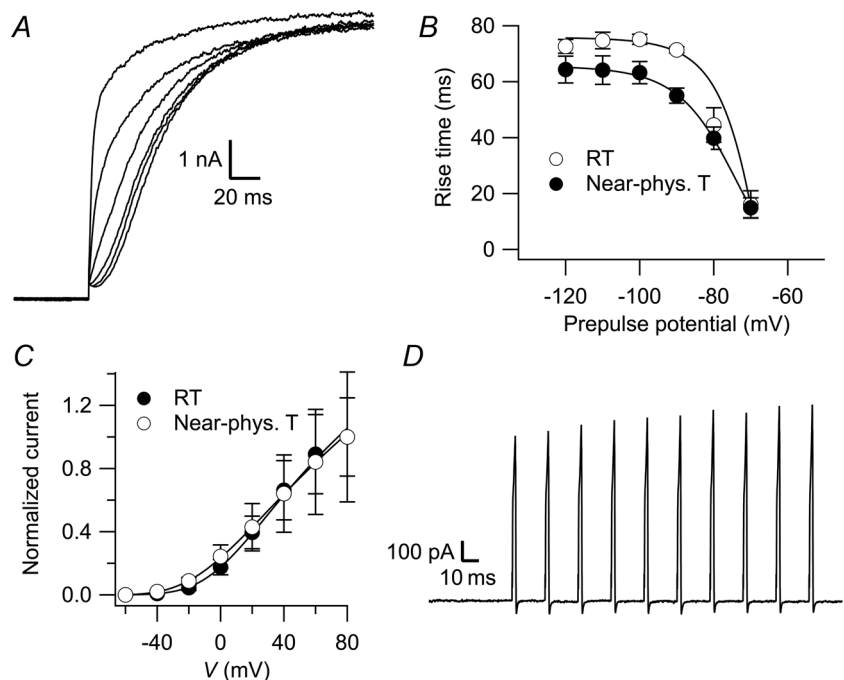 A
1 nA
20 ms
B
Rise time (ms)
80
60
40
20
0
RT
Near-phys. T
-120
-100
-80
-60
Prepulse potential (mV)
C
Normalized current
1.2
0.8
0.4
0.0
RT
Near-phys. T
-40
0
40
80
V (mV)
D
100 pA
10 ms